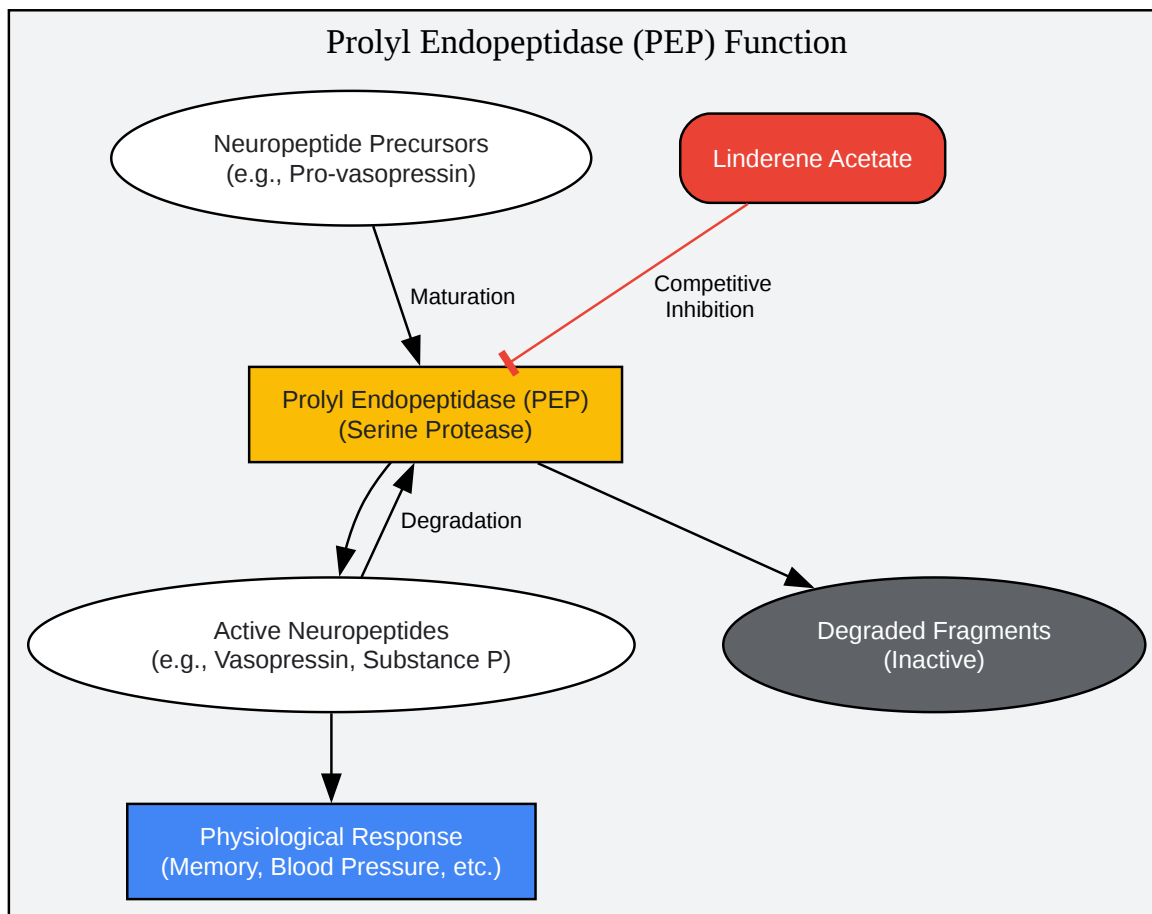 Prolyl Endopeptidase (PEP) Function
Neuropeptide Precursors
(e.g., Pro-vasopressin)
Linderene Acetate
Maturation
Competitive
Inhibition
Prolyl Endopeptidase (PEP)
(Serine Protease)
Degradation
Active Neuropeptides
(e.g., Vasopressin, Substance P)
Degraded Fragments
(Inactive)
Physiological Response
(Memory, Blood Pressure, etc.)